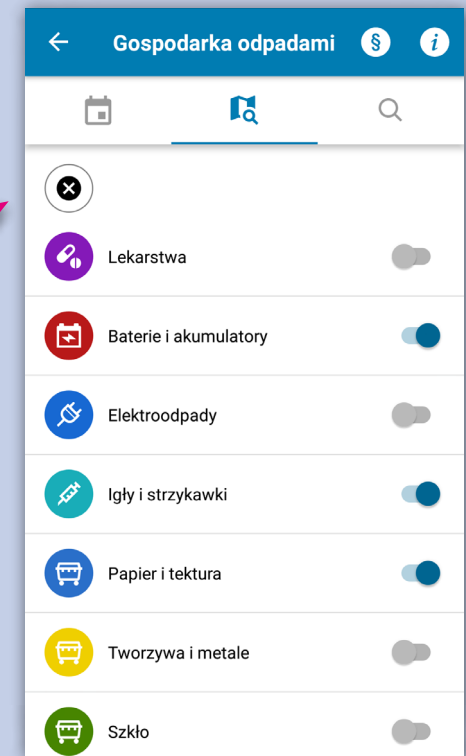 Gospodarka odpadami § i
Lekarstwa
Baterie i akumulatory
Elektroodpady
Igły i strzykawki
Papier i tektura
Tworzywa i metale
Szkło